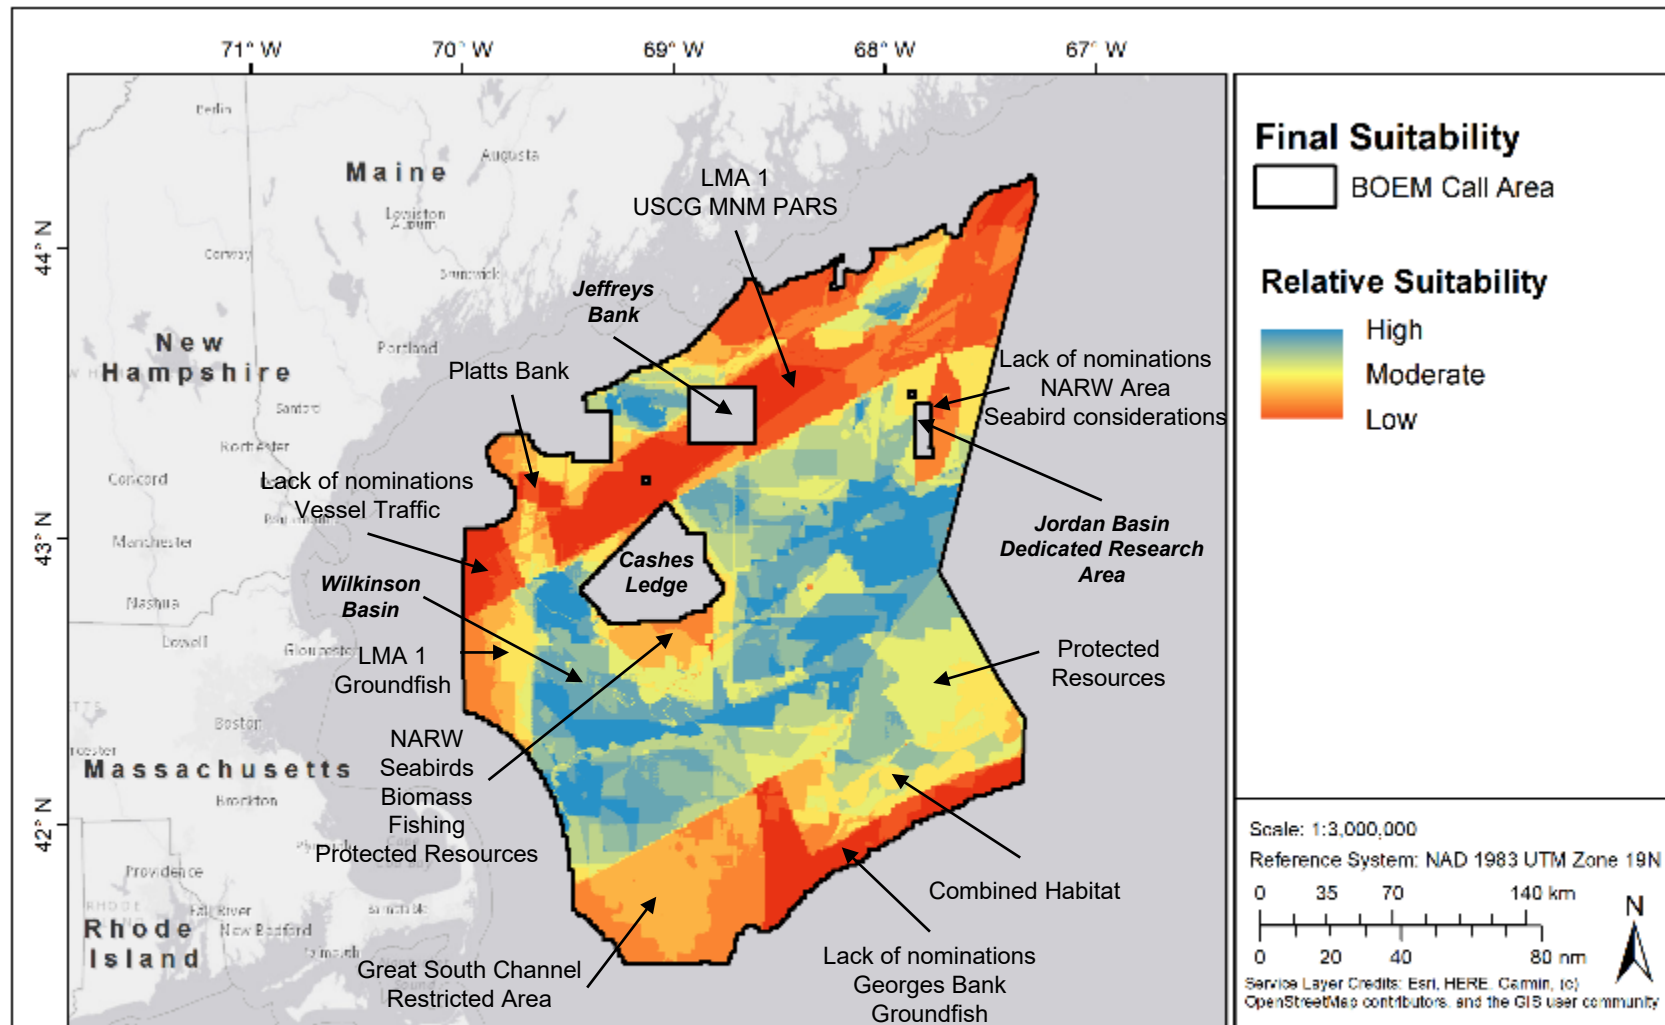 71° W
70° W
69° W
68° W
67° W
44° N
43° N
42° N
Berlin
Augusta
Maine
Lewiston
Auburn
Conway
Brunswick
New
Hampshire
Portland
Sanford
Rochester
Concord
Portsmouth
Manchester
Nashua
Lowell
Gloucester
Boston
Massachusetts
Brockton
Plymouth
Providence
Fall River
New Bedford
Barnstable
Falmouth
Rhode
Island
LMA 1
USCG MNM PARS
Jeffreys
Bank
Platts Bank
Lack of nominations
NARW Area
Seabird considerations
Lack of nominations
Vessel Traffic
Jordan Basin
Dedicated Research
Area
Cashes
Ledge
Wilkinson
Basin
LMA 1
Groundfish
Protected
Resources
NARW
Seabirds
Biomass
Fishing
Protected Resources
Combined Habitat
Great South Channel
Restricted Area
Lack of nominations
Georges Bank
Groundfish
Final Suitability
BOEM Call Area
Relative Suitability
High
Moderate
Low
Scale: 1:3,000,000
Reference System: NAD 1983 UTM Zone 19N
0 35 70 140 km
0 20 40 80 nm
N
Service Layer Credits: Esri, HERE, Garmin, (c)
OpenStreetMap contributors, and the GIS user community